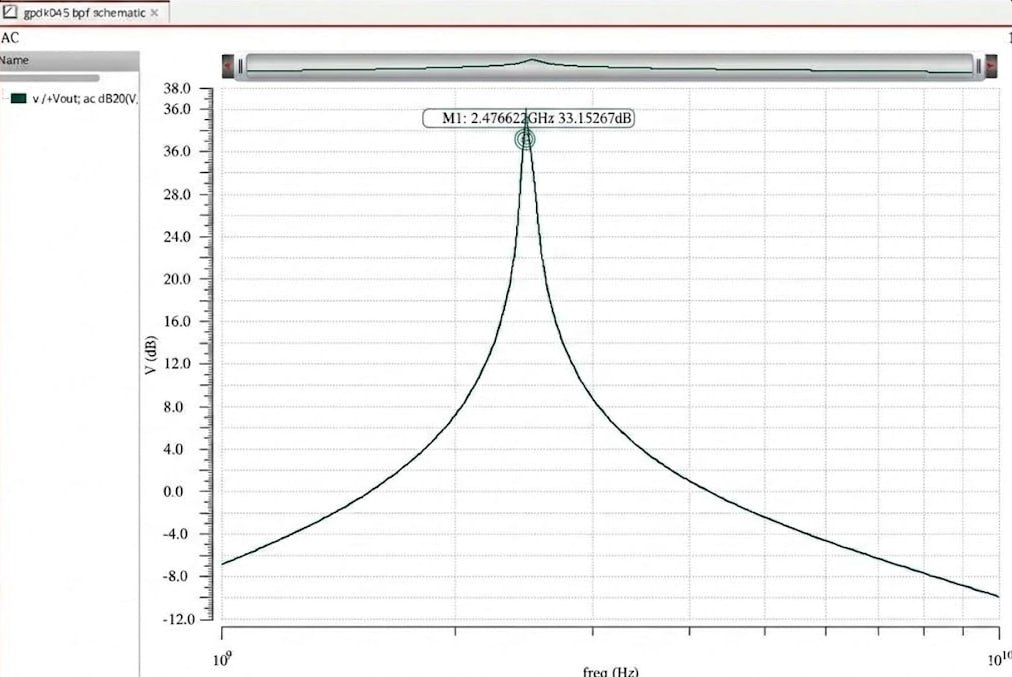 gpdk045 bpf schematic ×
AC
1
Name
v /+Vout; ac dB20(V
38.0
36.0
M1: 2.476622GHz 33.15267dB
36.0
28.0
24.0
20.0
16.0
12.0
V (dB)
8.0
4.0
0.0
-4.0
-8.0
-12.0
10⁹
10¹⁰
freq (Hz)